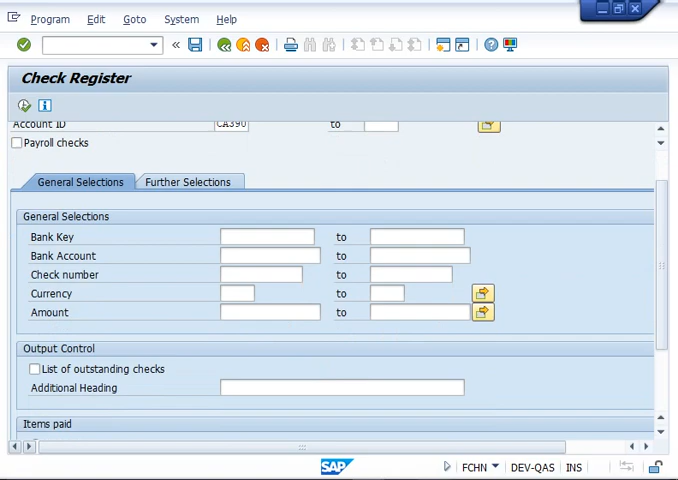 Program Edit Goto System Help
Check Register
Account ID CA390 to
Payroll checks
General Selections Further Selections
General Selections
Bank Key to
Bank Account to
Check number to
Currency to
Amount to
Output Control
List of outstanding checks
Additional Heading
Items paid
SAP FCHN DEV-QAS INS